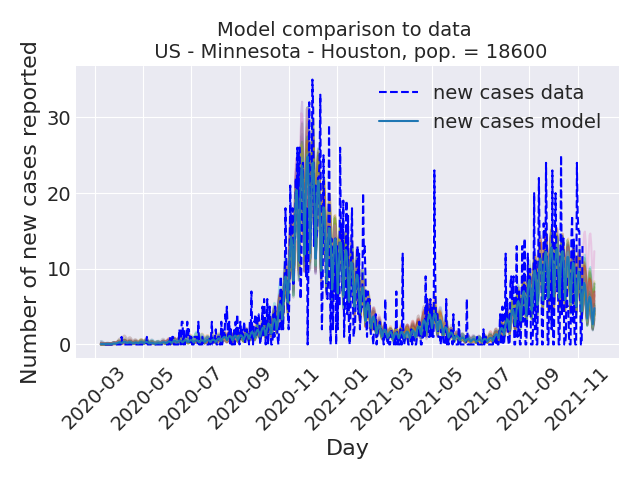 Model comparison to data
US - Minnesota - Houston, pop. = 18600
new cases data
new cases model
Number of new cases reported
30
20
10
0
2020-03
2020-05
2020-07
2020-09
2020-11
2021-01
2021-03
2021-05
2021-07
2021-09
2021-11
Day